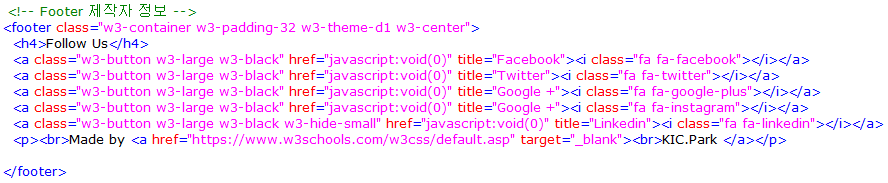 <!-- Footer 제작자 정보 -->
<footer class="w3-container w3-padding-32 w3-theme-d1 w3-center">
<h4>Follow Us</h4>
<a class="w3-button w3-large w3-black" href="javascript:void(0)" title="Facebook"><i class="fa fa-facebook"></i></a>
<a class="w3-button w3-large w3-black" href="javascript:void(0)" title="Twitter"><i class="fa fa-twitter"></i></a>
<a class="w3-button w3-large w3-black" href="javascript:void(0)" title="Google +"><i class="fa fa-google-plus"></i></a>
<a class="w3-button w3-large w3-black" href="javascript:void(0)" title="Google +"><i class="fa fa-instagram"></i></a>
<a class="w3-button w3-large w3-black w3-hide-small" href="javascript:void(0)" title="Linkedin"><i class="fa fa-linkedin"></i></a>
<p><br>Made by <a href="https://www.w3schools.com/w3css/default.asp" target="_blank"><br>KIC.Park </a></p>
</footer>